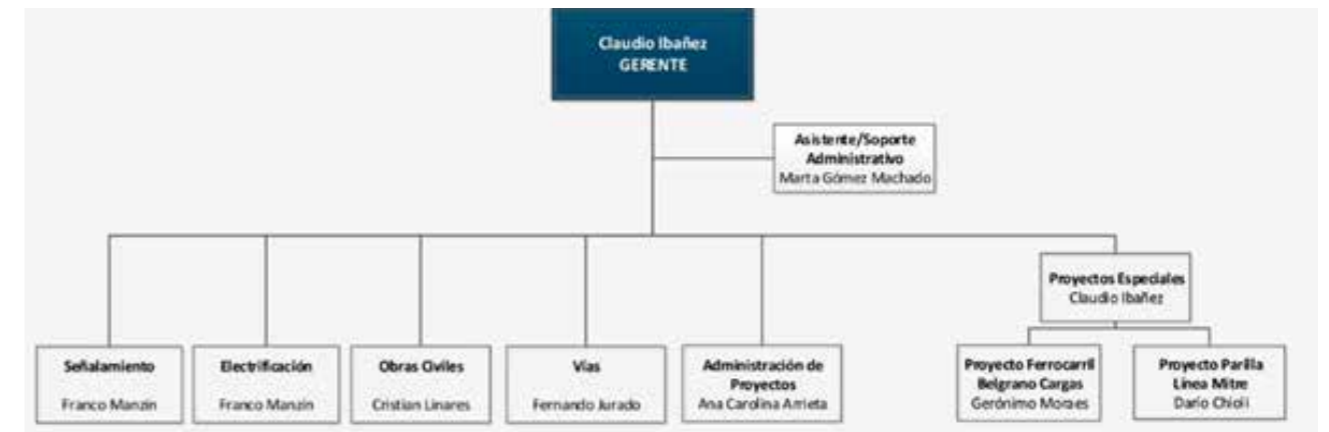 Claudio Ibañez
GERENTE
Asistente/Soporte
Administrativo
Marta Gómez Machado
Proyectos Especiales
Claudio Ibañez
Señalamiento
Franco Manzin
Electrificación
Franco Manzin
Obras Civiles
Cristian Linares
Vías
Fernando Jurado
Administración de
Proyectos
Ana Carolina Arrieta
Proyecto Ferrocarril
Belgrano Cargas
Gerónimo Moraes
Proyecto Parilla
Línea Mitre
Darío Chioli